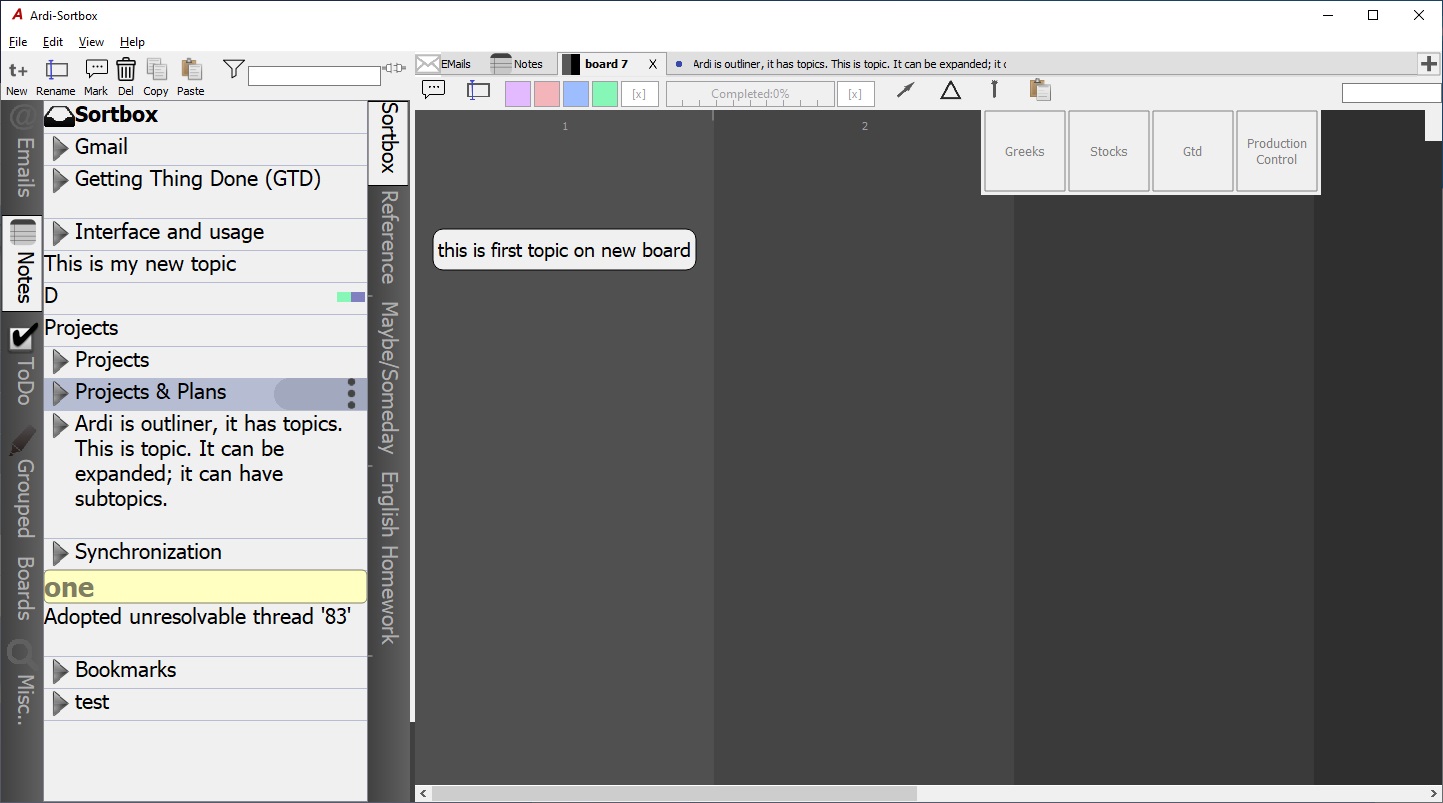 Ardi-Sortbox
File Edit View Help
t+
New Rename Mark Del Copy Paste
@
Emails
Notes
ToDo
Grouped
Boards
Misc..
Sortbox
Gmail
Getting Thing Done (GTD)
Interface and usage
This is my new topic
D
Projects
Projects
Projects & Plans
Ardi is outliner, it has topics.
This is topic. It can be
expanded; it can have
subtopics.
Synchronization
one
Adopted unresolvable thread '83'
Bookmarks
test
Sortbox
Reference
Maybe/Someday
English Homework
EMails Notes board 7 X Ardi is outliner, it has topics. This is topic. It can be expanded; it c
[x] Completed:0% [x]
1 2
Greeks Stocks Gtd Production
Control
this is first topic on new board